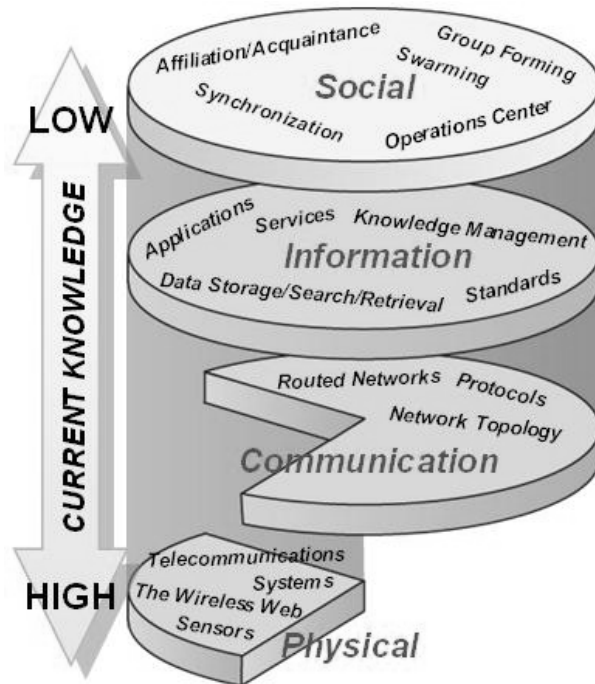 LOW
CURRENT KNOWLEDGE
HIGH
Affiliation/Acquaintance
Group Forming
Swarming
Social
Synchronization
Operations Center
Applications
Services
Knowledge Management
Information
Data Storage/Search/Retrieval
Standards
Routed Networks
Protocols
Network Topology
Communication
Telecommunications
Systems
The Wireless Web
Sensors
Physical